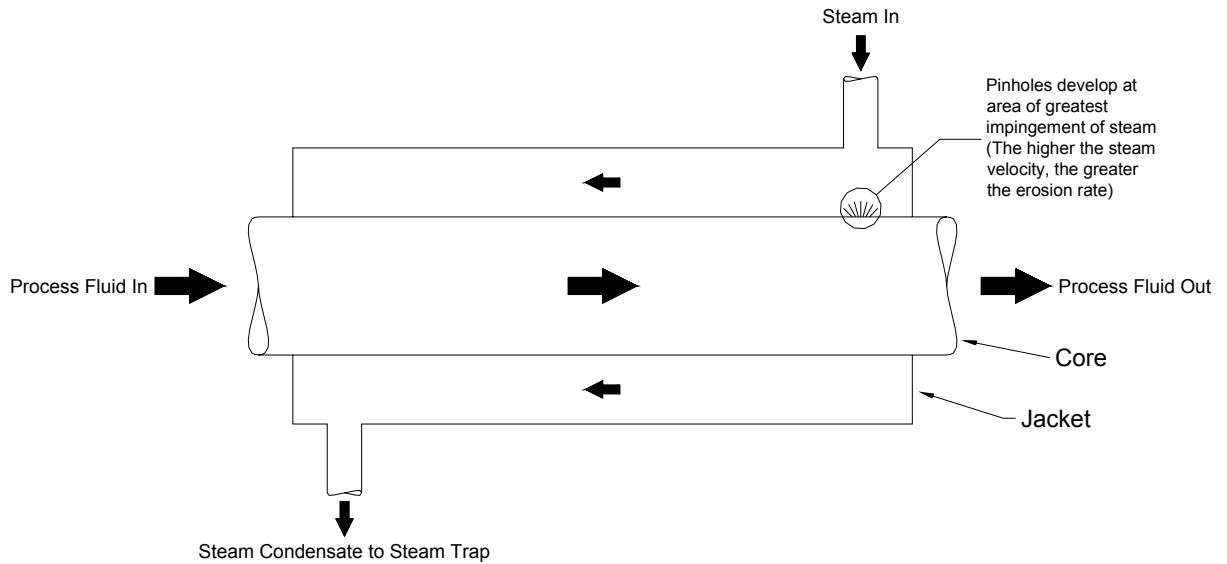 Steam In
Pinholes develop at
area of greatest
impingement of steam
(The higher the steam
velocity, the greater
the erosion rate)
Process Fluid In
Process Fluid Out
Core
Jacket
Steam Condensate to Steam Trap